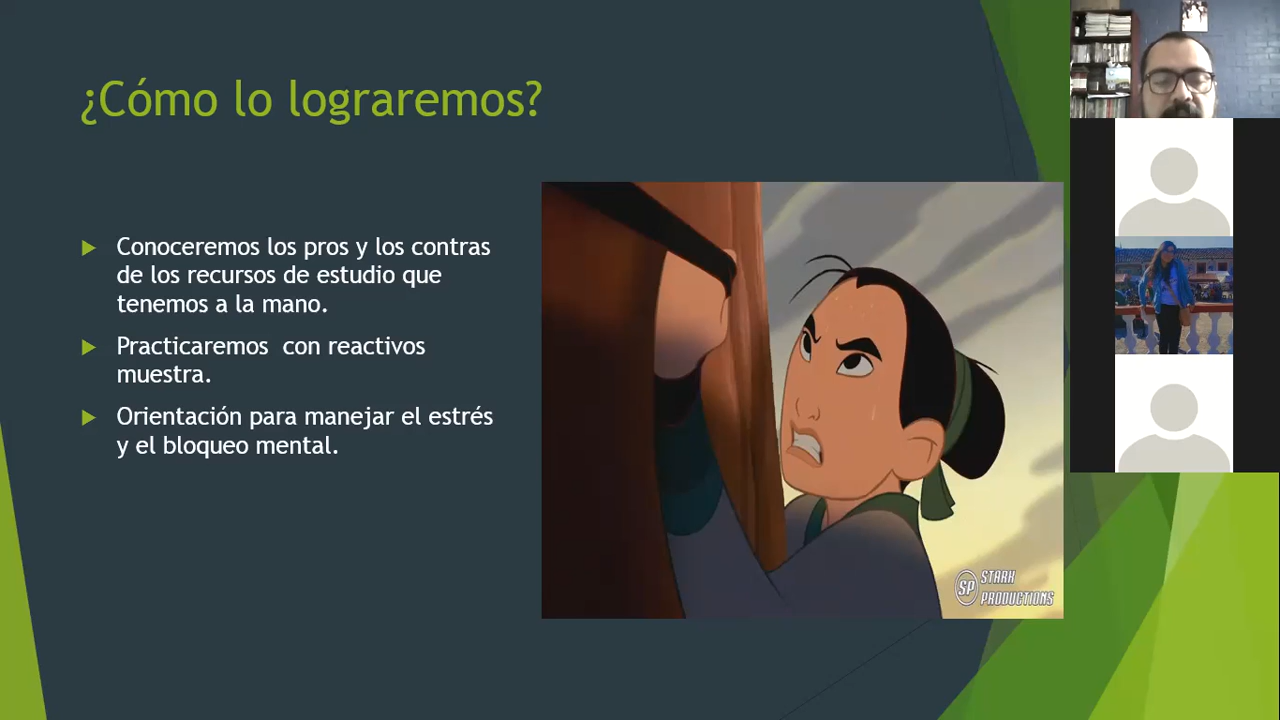 ¿Cómo lo lograremos?
Conoceremos los pros y los contras
de los recursos de estudio que
tenemos a la mano.
Practicaremos  con reactivos
muestra.
Orientación para manejar el estrés
y el bloqueo mental.
SP STARK
PRODUCTIONS